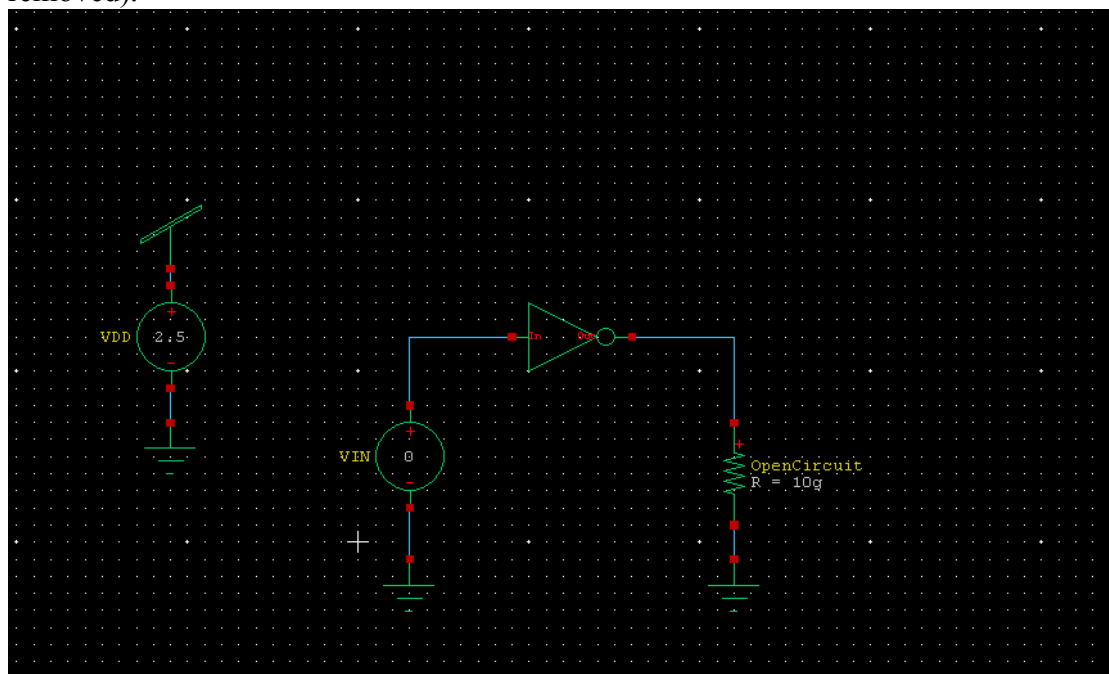 removed).
VDD
+
2.5
-
In
Out
VIN
+
0
-
+
OpenCircuit
R = 10g